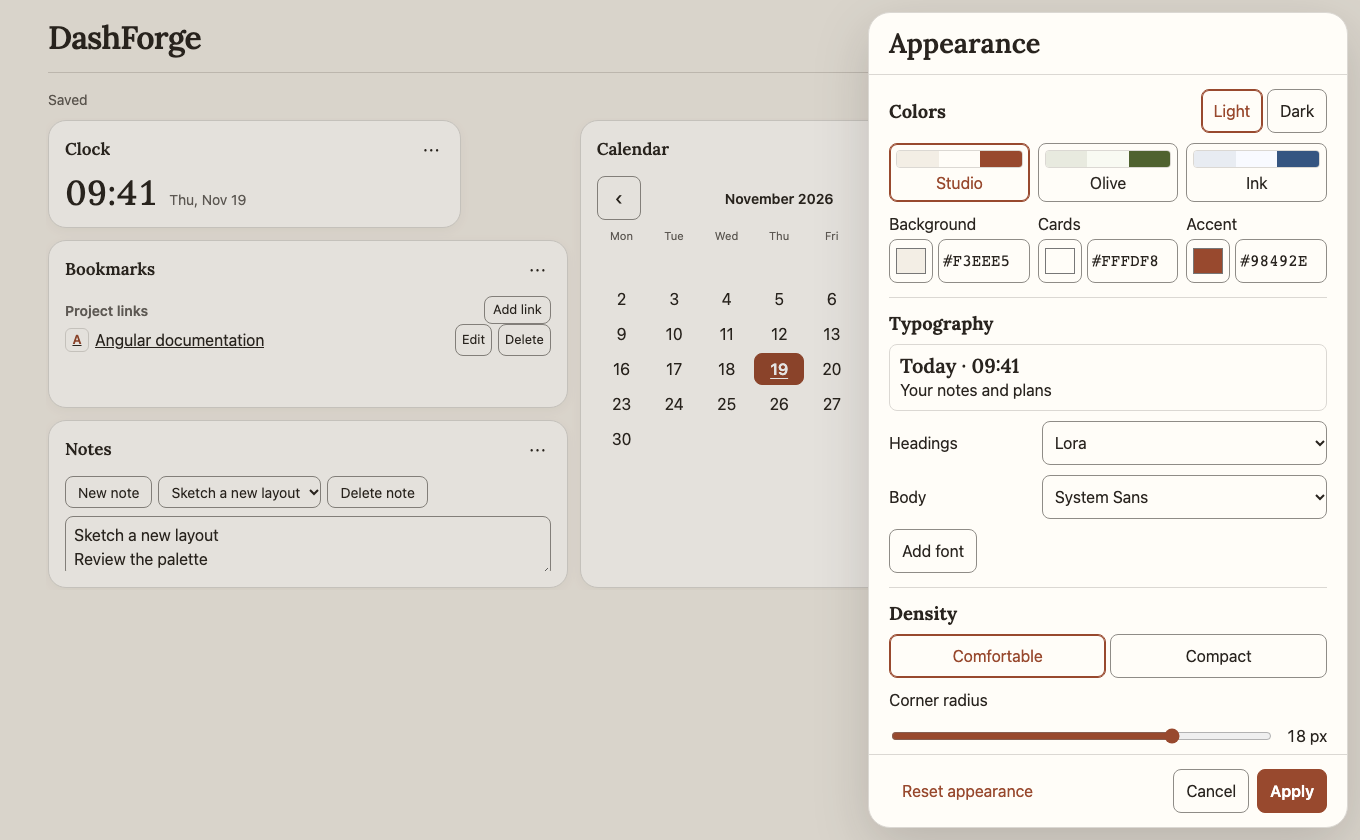 DashForge
Saved
Clock
...
09:41 Thu, Nov 19
Bookmarks
...
Project links
Add link
A Angular documentation
Edit Delete
Notes
...
New note Sketch a new layout Delete note
Sketch a new layout
Review the palette
Calendar
‹ November 2026
Mon Tue Wed Thu Fri
2 3 4 5 6
9 10 11 12 13
16 17 18 19 20
23 24 25 26 27
30
Appearance
Colors
Light Dark
Studio Olive Ink
Background Cards Accent
#F3EEE5 #FFFDF8 #98492E
Typography
Today · 09:41
Your notes and plans
Headings Lora
Body System Sans
Add font
Density
Comfortable Compact
Corner radius
18 px
Reset appearance Cancel Apply